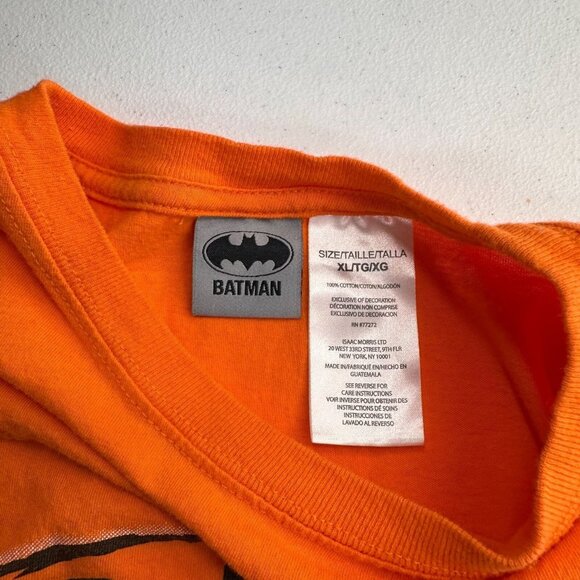 BATMAN
SIZE/TAILLE/TALLA
XL/TG/XG
100% COTTON/COTON/ALGODÓN
EXCLUSIVE OF DECORATION
DÉCORATION NON COMPRISE
EXCLUSIVO DE DECORACION
RN #77272
ISAAC MORRIS LTD
20 WEST 33RD STREET, 9TH FLR
NEW YORK, NY 10001
MADE IN/FABRIQUÉ EN/HECHO EN
GUATEMALA
SEE REVERSE FOR
CARE INSTRUCTIONS
VOIR INVERSE POUR OBTENIR DES
INSTRUCTIONS DE SOINS
INSTRUCCIONES DE
LAVADO AL REVERSO